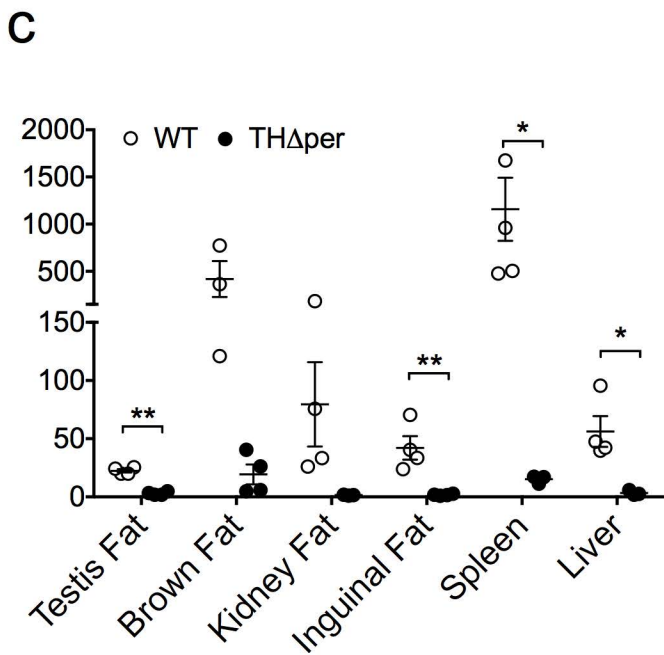 C
2000
1500
1000
500
150
100
50
0
○ WT ● THΔper
**
**
*
*
Testis Fat
Brown Fat
Kidney Fat
Inguinal Fat
Spleen
Liver